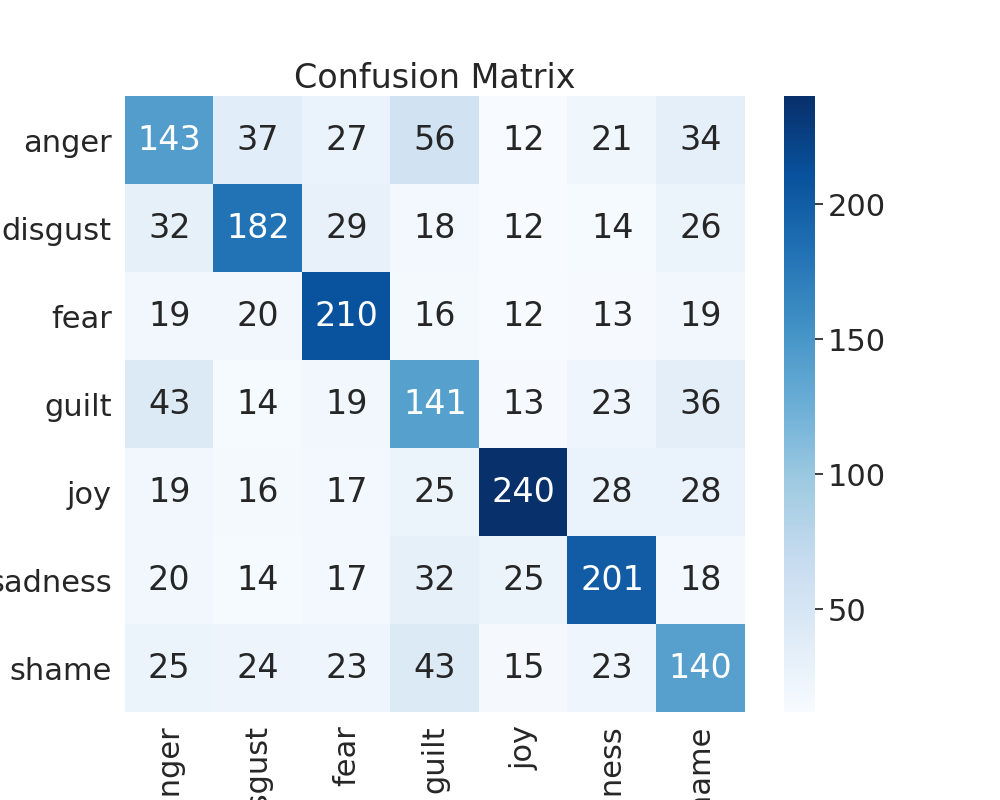 Confusion Matrix
anger 143 37 27 56 12 21 34
disgust 32 182 29 18 12 14 26
fear 19 20 210 16 12 13 19
guilt 43 14 19 141 13 23 36
joy 19 16 17 25 240 28 28
sadness 20 14 17 32 25 201 18
shame 25 24 23 43 15 23 140
nger sgust fear guilt joy ness name
200
150
100
50